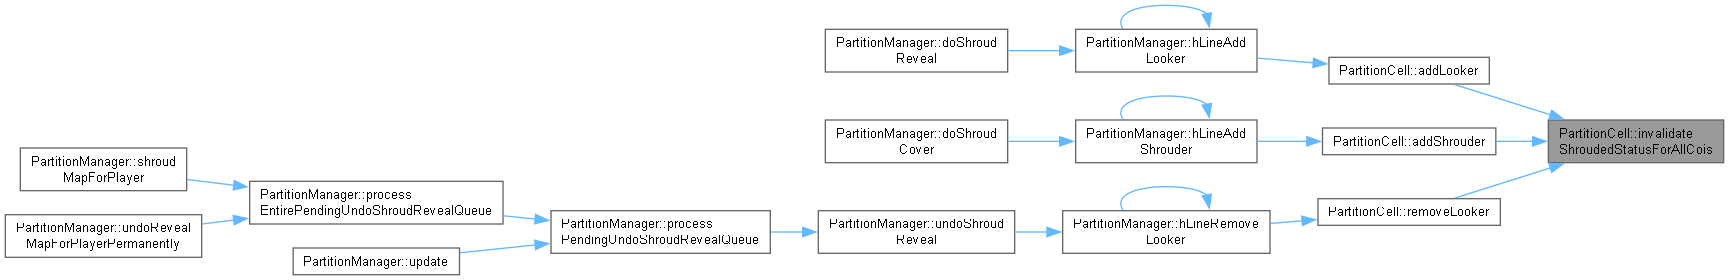 PartitionManager::doShroud
Reveal
PartitionManager::hLineAdd
Looker
PartitionCell::addLooker
PartitionManager::doShroud
Cover
PartitionManager::hLineAdd
Shrouder
PartitionCell::addShrouder
PartitionCell::invalidate
ShroudedStatusForAllCois
PartitionManager::shroud
MapForPlayer
PartitionManager::process
EntirePendingUndoShroudRevealQueue
PartitionManager::undoReveal
MapForPlayerPermanently
PartitionManager::process
PendingUndoShroudRevealQueue
PartitionManager::update
PartitionManager::undoShroud
Reveal
PartitionManager::hLineRemove
Looker
PartitionCell::removeLooker